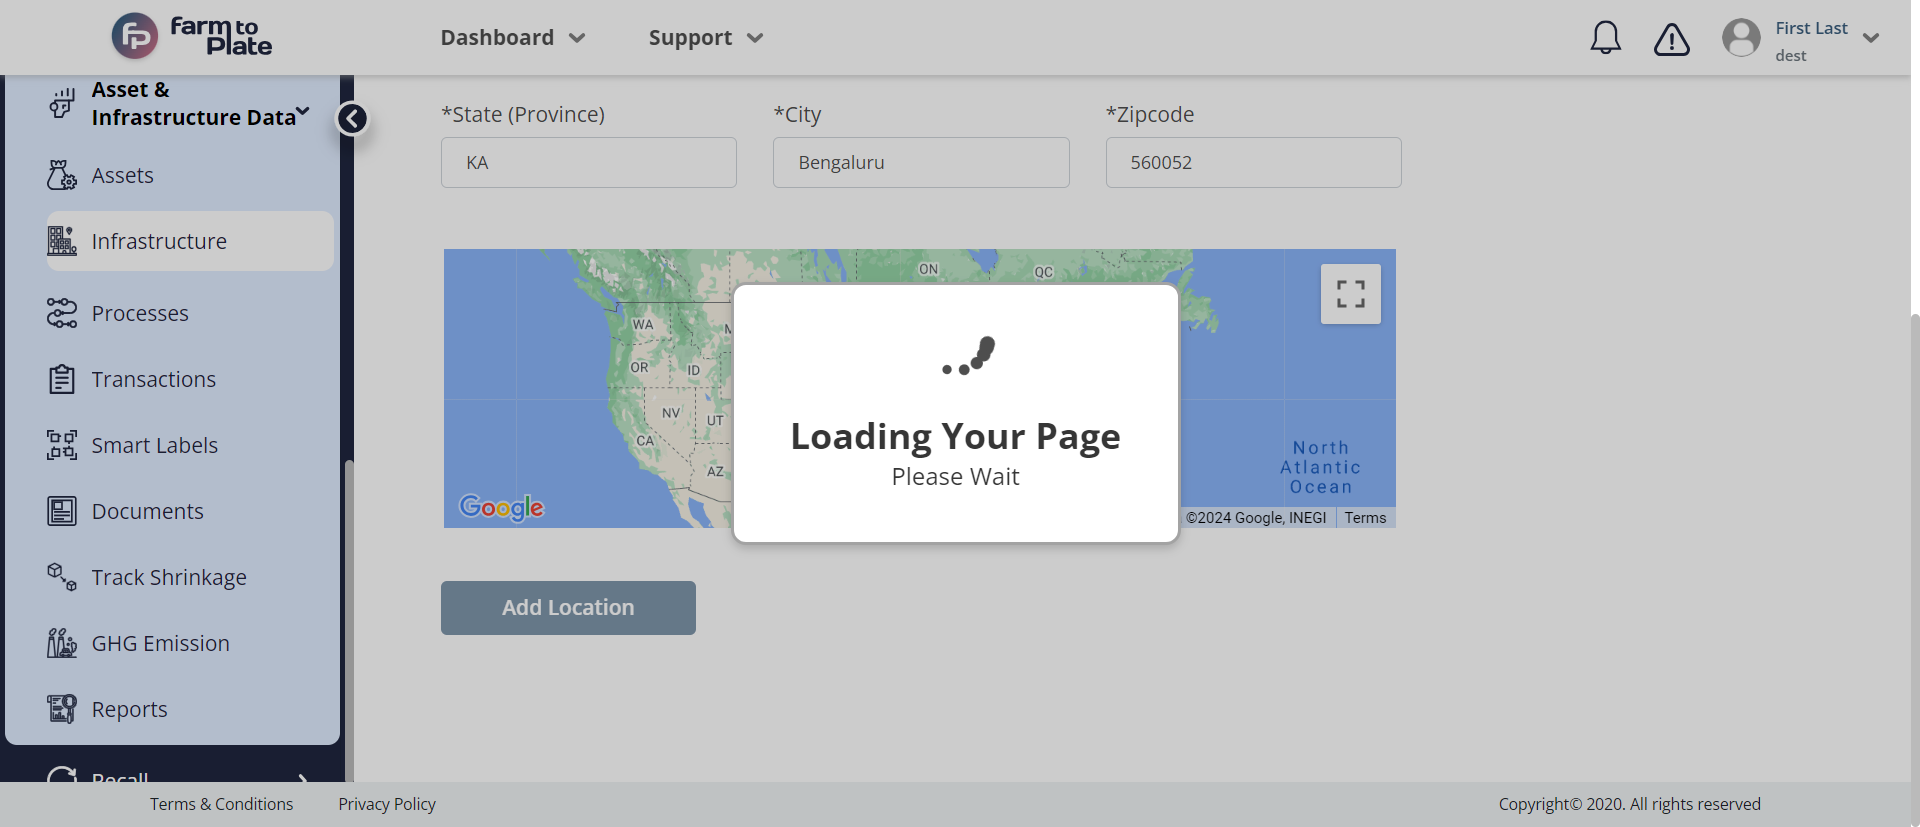 Farm to
Plate
Dashboard
Support
First Last
dest
Asset &
Infrastructure Data
Assets
Infrastructure
Processes
Transactions
Smart Labels
Documents
Track Shrinkage
GHG Emission
Reports
Recall
*State (Province)
*City
*Zipcode
KA
Bengaluru
560052
ON
QC
WA
OR
ID
NV
UT
CA
AZ
North
Atlantic
Ocean
Google
©2024 Google, INEGI
Terms
Loading Your Page
Please Wait
Add Location
Terms & Conditions
Privacy Policy
Copyright© 2020. All rights reserved